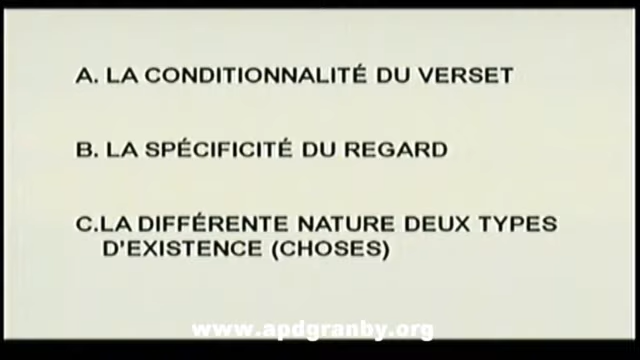 A. LA CONDITIONNALITÉ DU VERSET
B. LA SPÉCIFICITÉ DU REGARD
C.LA DIFFÉRENTE NATURE DEUX TYPES
D'EXISTENCE (CHOSES)
www.apdgranby.org